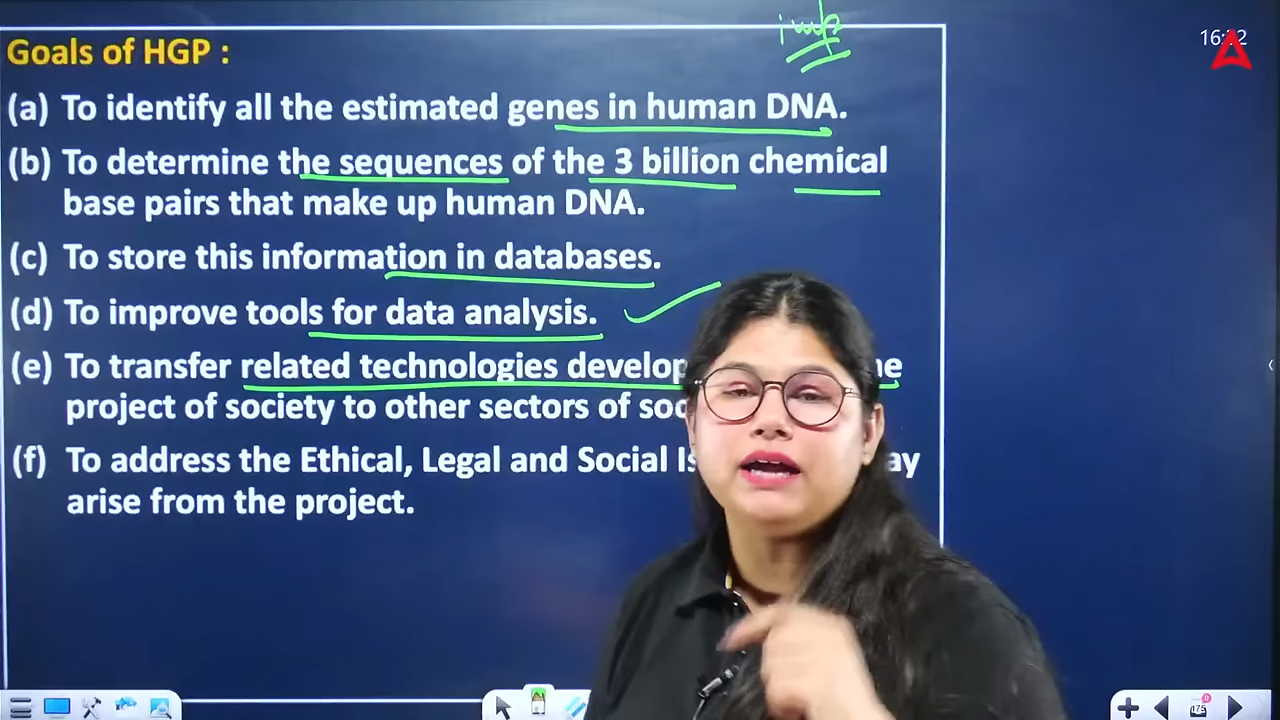 imp
Goals of HGP :
(a) To identify all the estimated genes in human DNA.
(b) To determine the sequences of the 3 billion chemical
base pairs that make up human DNA.
(c) To store this information in databases.
(d) To improve tools for data analysis.
(e) To transfer related technologies
project of society to other sectors of
(f) To address the Ethical, Legal and Social
arise from the project.
175